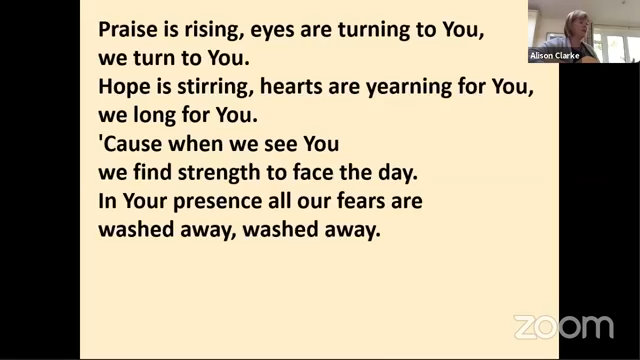 Praise is rising, eyes are turning to You,
we turn to You.
Hope is stirring, hearts are yearning for You,
we long for You.
'Cause when we see You
we find strength to face the day.
In Your presence all our fears are
washed away, washed away.
Alison Clarke
zoom